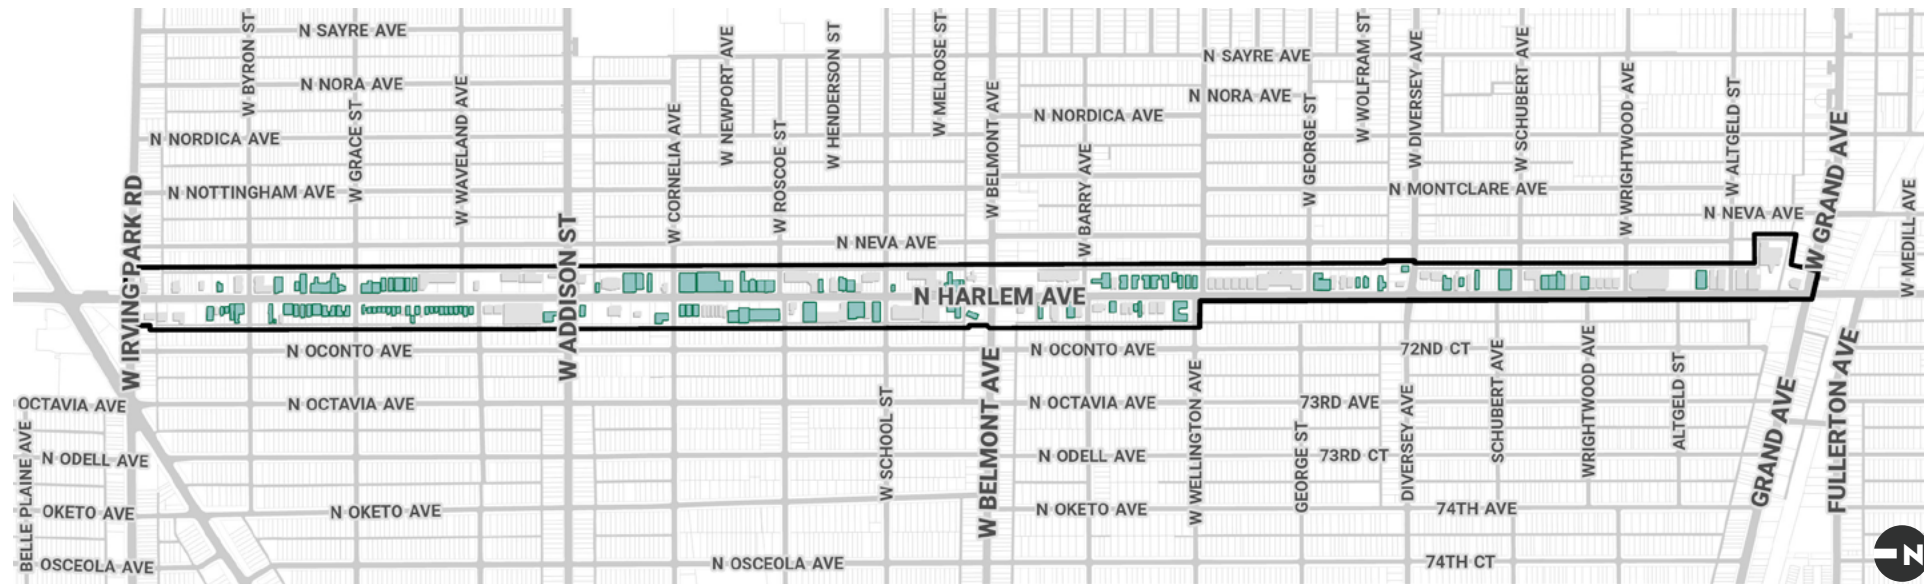 N SAYRE AVE
W BYRON ST
N NORA AVE
W GRACE ST
W WAVELAND AVE
N NORDICA AVE
N NOTTINGHAM AVE
W IRVING PARK RD
W ADDISON ST
W CORNELIA AVE
W NEWPORT AVE
W ROSCOE ST
W HENDERSON ST
W MELROSE ST
W BELMONT AVE
N NEVA AVE
N SAYRE AVE
N NORA AVE
N NORDICA AVE
W BARRY AVE
W GEORGE ST
W WOLFRAM ST
W DIVERSEY AVE
W SCHUBERT AVE
N MONTCLARE AVE
W WRIGHTWOOD AVE
W ALTGELD ST
N NEVA AVE
W GRAND AVE
W MEDILL AVE
N HARLEM AVE
N OCONTO AVE
N OCONTO AVE
72ND CT
OCTAVIA AVE
N OCTAVIA AVE
W SCHOOL ST
W BELMONT AVE
N OCTAVIA AVE
W WELLINGTON AVE
73RD AVE
DIVERSEY AVE
SCHUBERT AVE
WRIGHTWOOD AVE
ALTGELD ST
GRAND AVE
FULLERTON AVE
BELLE PLAINE AVE
N ODELL AVE
N ODELL AVE
GEORGE ST
73RD CT
OKETO AVE
N OKETO AVE
N OKETO AVE
74TH AVE
OSCEOLA AVE
N OSCEOLA AVE
74TH CT
N